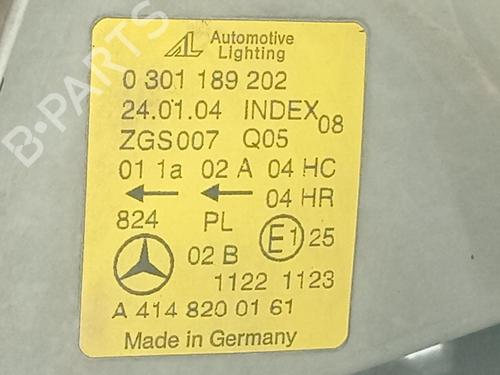 AL Automotive
Lighting
0 301 189 202
24.01.04 INDEX 08
ZGS007 Q05
01 1a 02 A 04 HC
← ← 04 HR
824 PL
02 B E1 25
1122 1123
A 414 820 01 61
Made in Germany
B-PARTS